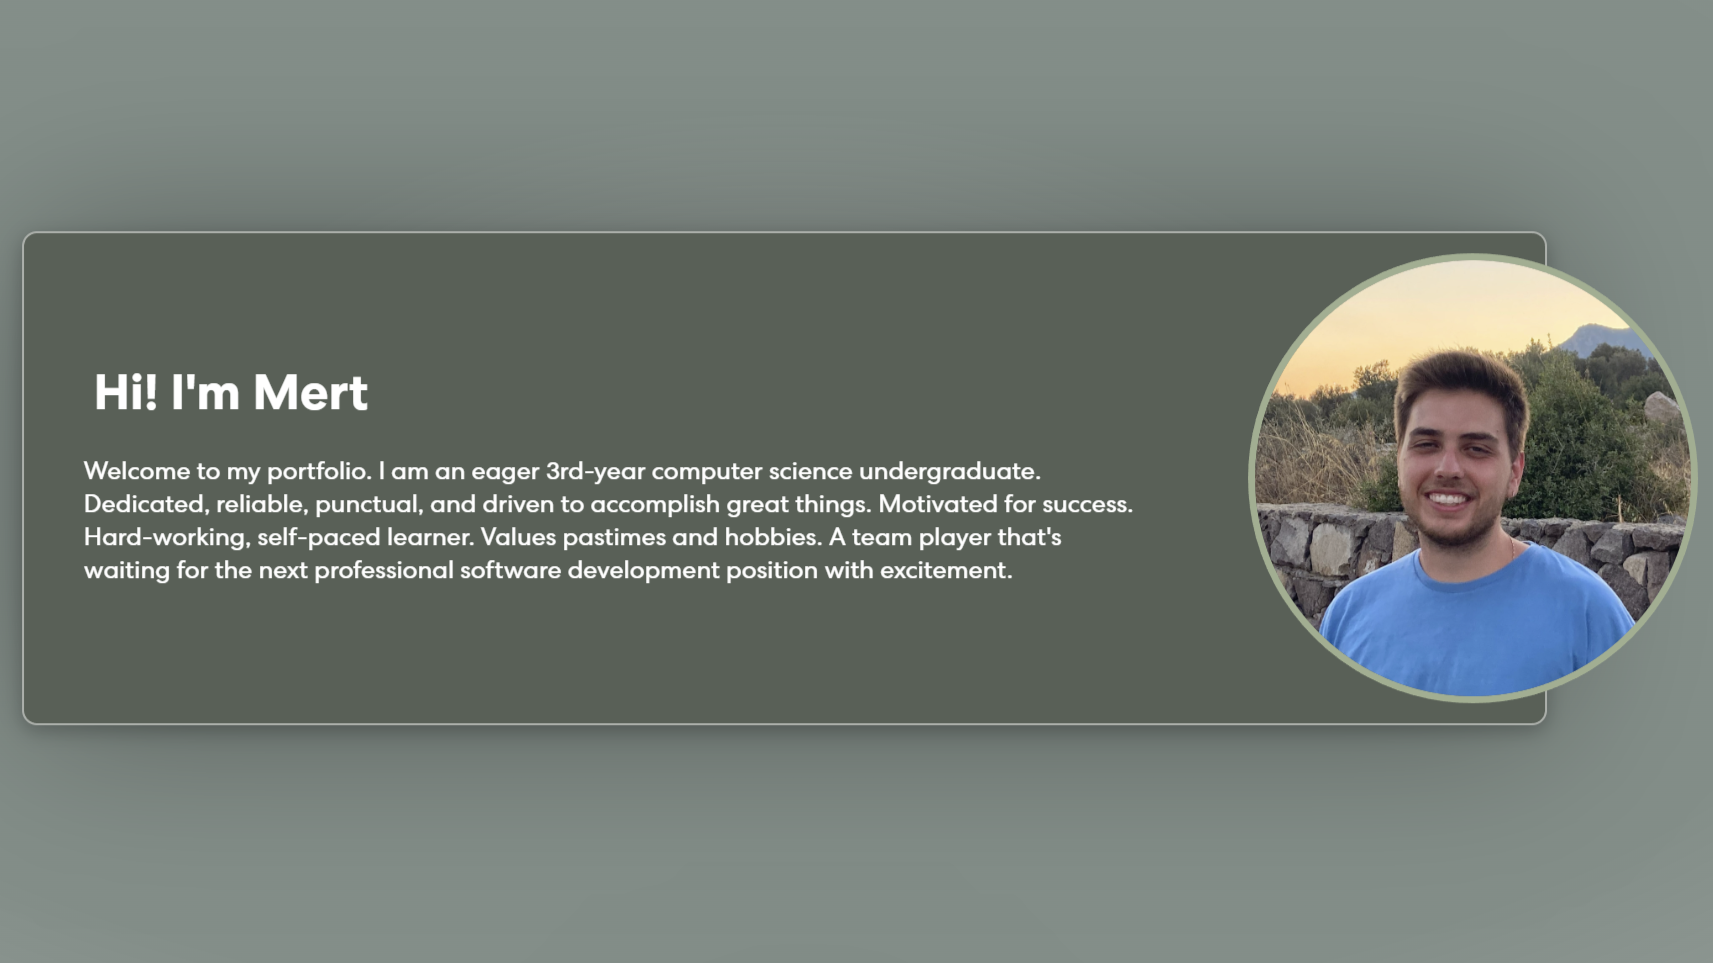 Hi! I'm Mert
Welcome to my portfolio. I am an eager 3rd-year computer science undergraduate.
Dedicated, reliable, punctual, and driven to accomplish great things. Motivated for success.
Hard-working, self-paced learner. Values pastimes and hobbies. A team player that's
waiting for the next professional software development position with excitement.